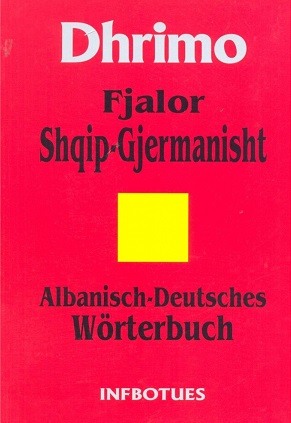 Dhrimo
Fjalor
Shqip-Gjermanisht
Albanisch-Deutsches
Wörterbuch
INFBOTUES